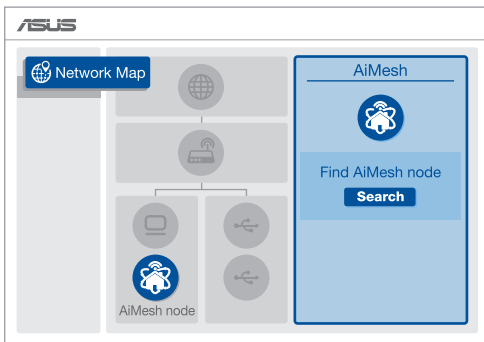 ASUS
Network Map
AiMesh
Find AiMesh node
Search
AiMesh node